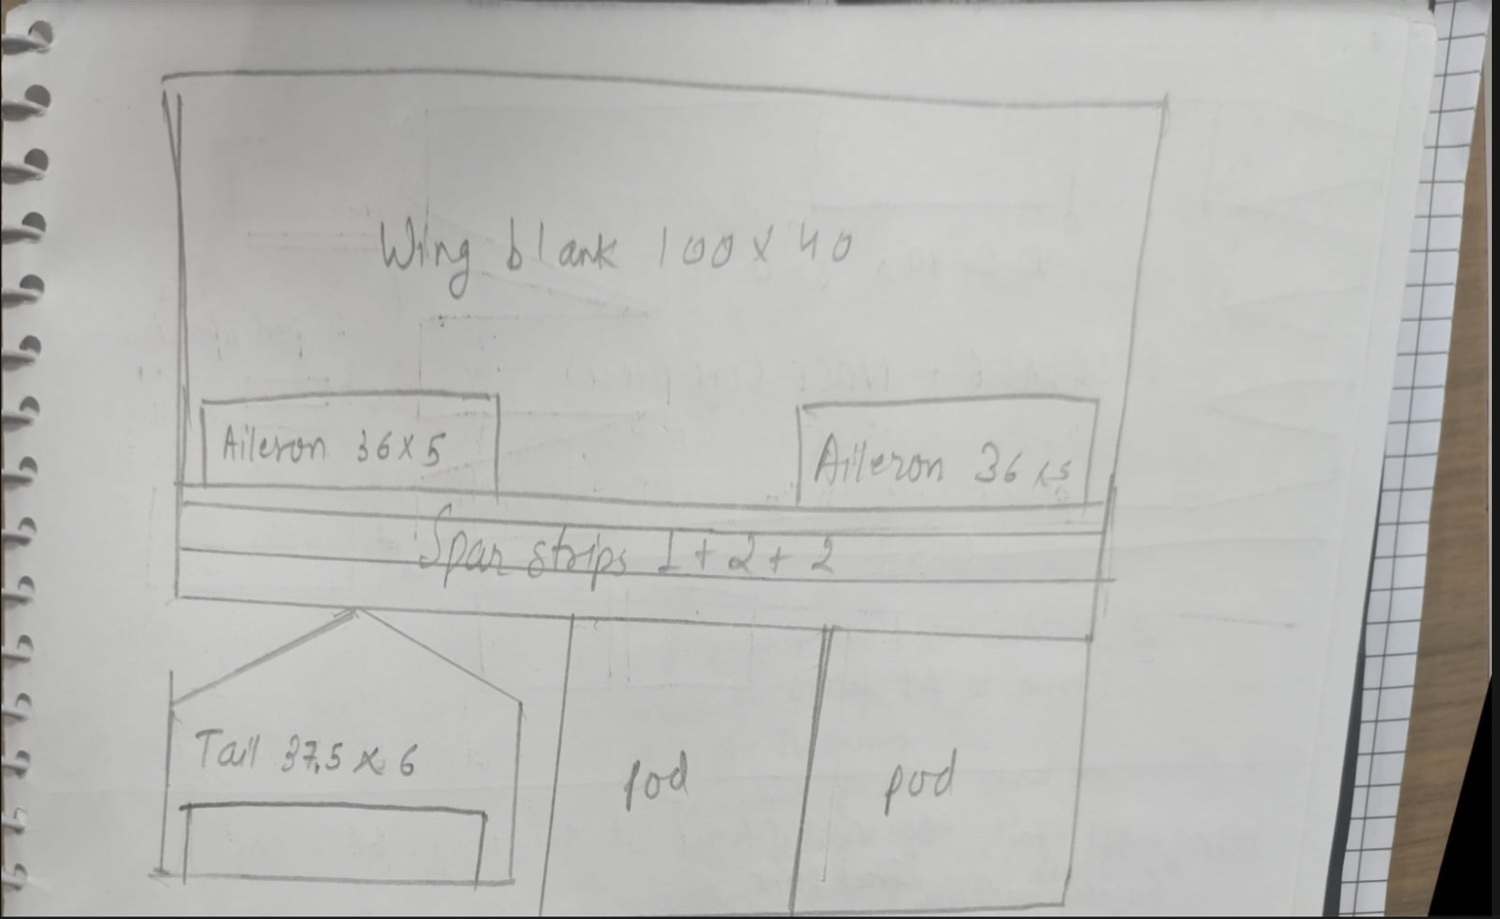 Wing blank 100 x 40
Aileron 36 x 5
Aileron 36 x 5
Spar strips 1 + 2 + 2
Tail 37.5 x 6
pod
pod